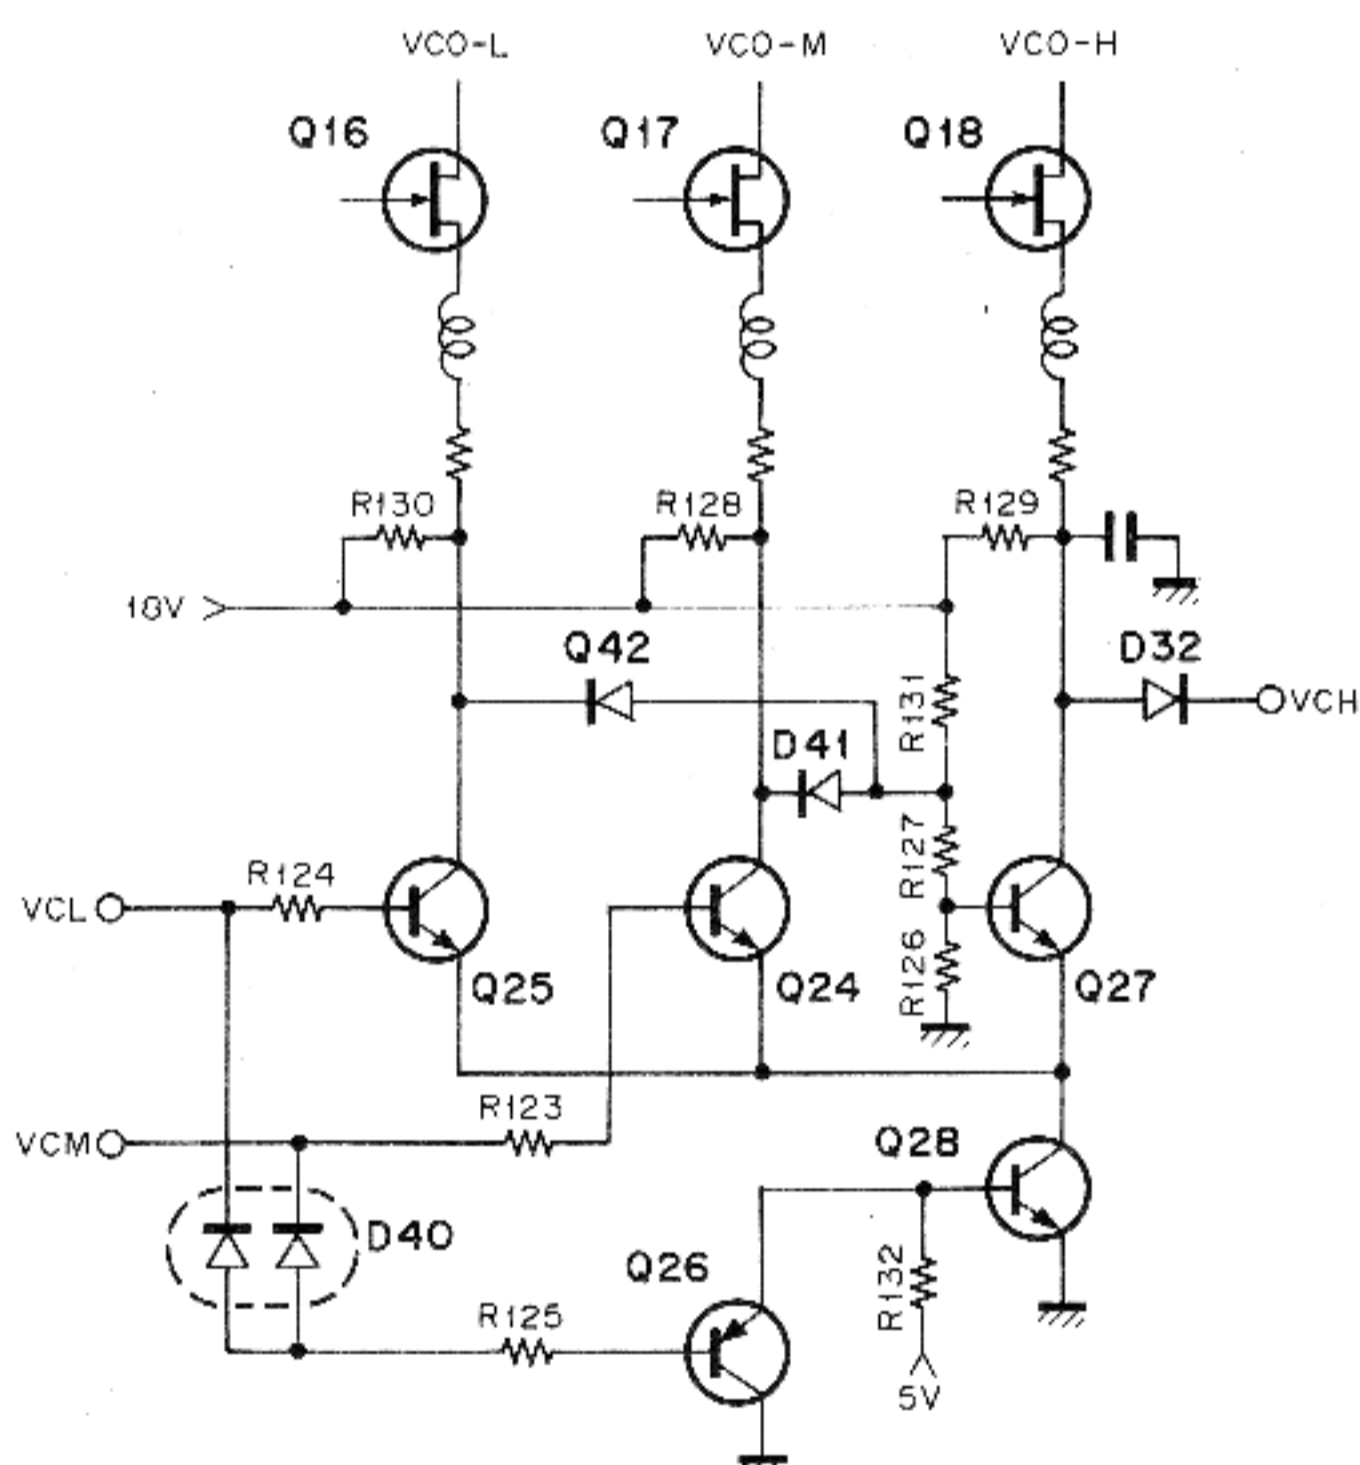 VCO-L VCO-M VCO-H
Q16 Q17 Q18
R130 R128 R129
18V
Q42 D32
R131
VCH
D41
R127
R124
VCL
R126
Q25 Q24 Q27
R123
VCM
Q28
D40
Q26
R132
R125
5V